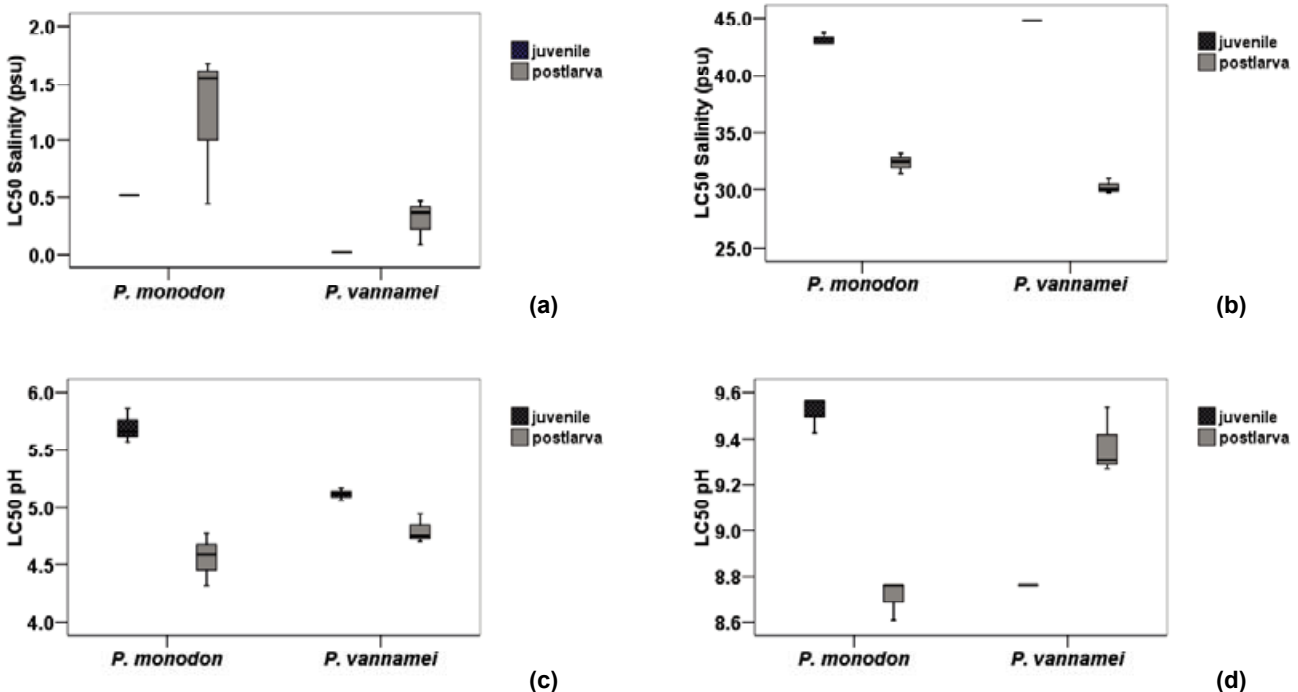 LC50 Salinity (psu)
2.0
1.5
1.0
0.5
0.0
P. monodon
P. vannamei
juvenile
postlarva
(a)
LC50 Salinity (psu)
45.0
40.0
35.0
30.0
25.0
P. monodon
P. vannamei
juvenile
postlarva
(b)
LC50 pH
6.0
5.5
5.0
4.5
4.0
P. monodon
P. vannamei
juvenile
postlarva
(c)
LC50 pH
9.6
9.4
9.2
9.0
8.8
8.6
P. monodon
P. vannamei
juvenile
postlarva
(d)